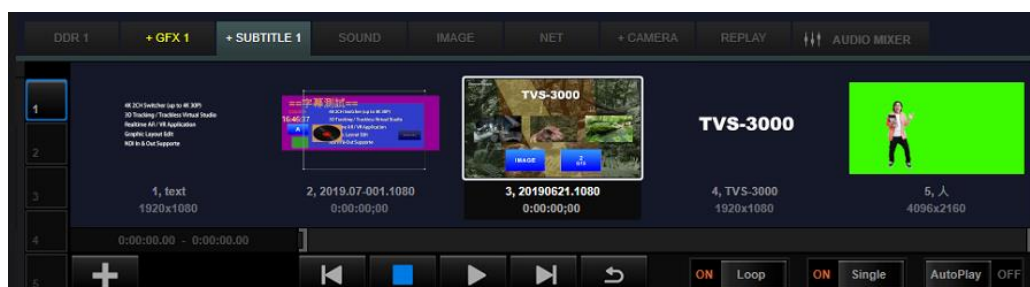 DDR 1
+ GFX 1
+ SUBTITLE 1
SOUND
IMAGE
NET
+ CAMERA
REPLAY
AUDIO MIXER
1
2
3
4
5
4K 2CH Switcher (up to 4K 30P)
3D Tracking / Trackless Virtual Studio
Realtime AR / VR Application
Graphic Layout Edit
NDI In & Out Supporte
1, text
1920x1080
==字幕測試==
16:46:37
A
2, 2019.07-001.1080
0:00:00;00
TVS-3000
IMAGE
2
3, 20190621.1080
0:00:00;00
TVS-3000
4, TVS-3000
1920x1080
5, 人
4096x2160
0:00:00.00 - 0:00:00.00
ON Loop
ON Single
AutoPlay OFF